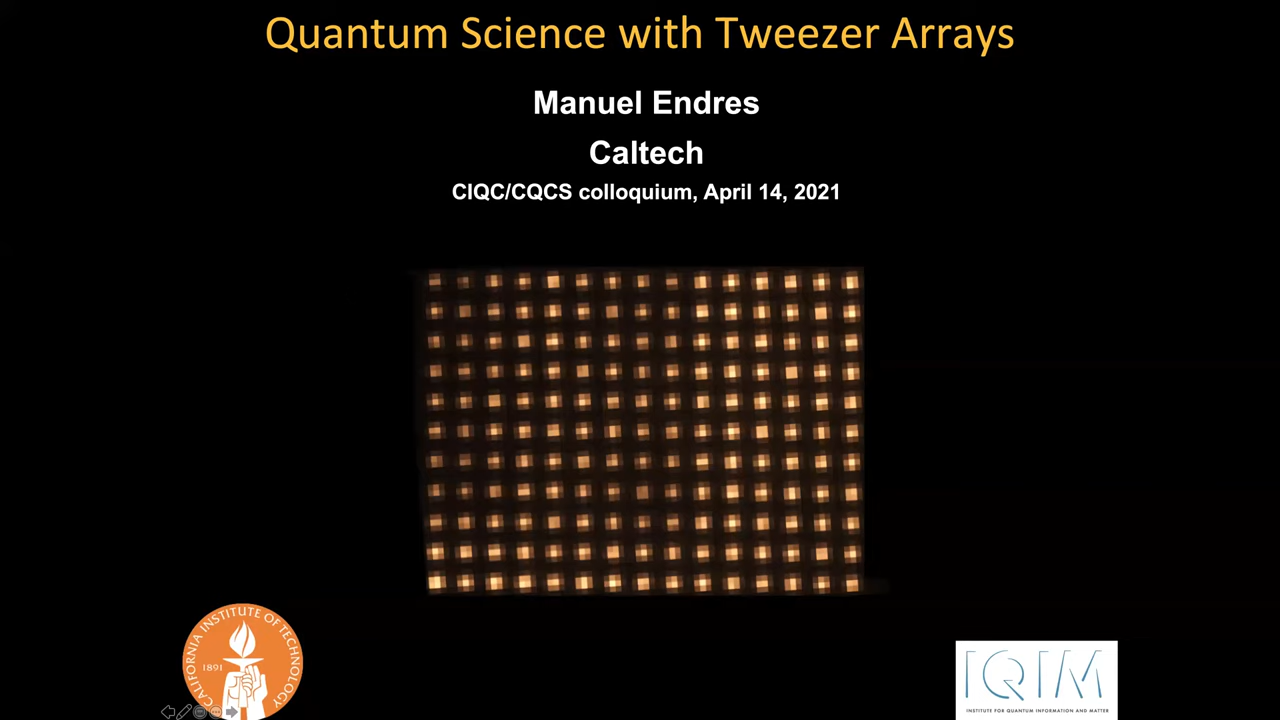 Quantum Science with Tweezer Arrays
Manuel Endres
Caltech
CIQC/CQCS colloquium, April 14, 2021
CALIFORNIA INSTITUTE OF TECHNOLOGY
1891
IQIM
INSTITUTE FOR QUANTUM INFORMATION AND MATTER